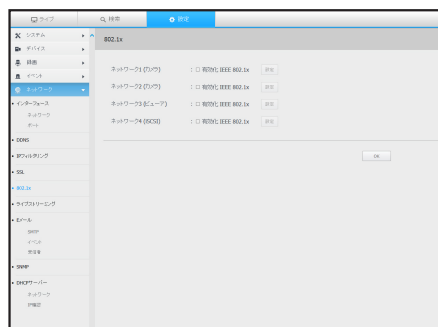 ライブ
検索
設定
システム
デバイス
録画
イベント
ネットワーク
インターフェース
ネットワーク
ポート
DDNS
IPフィルタリング
SSL
802.1x
ライブストリーミング
Eメール
SMTP
イベント
受信者
SNMP
DHCPサーバー
ネットワーク
IP確認
802.1x
ネットワーク1 (カメラ) : 有効化 IEEE 802.1x 設定
ネットワーク2 (カメラ) : 有効化 IEEE 802.1x 設定
ネットワーク3 (ビューア) : 有効化 IEEE 802.1x 設定
ネットワーク4 (iSCSI) : 有効化 IEEE 802.1x 設定
OK